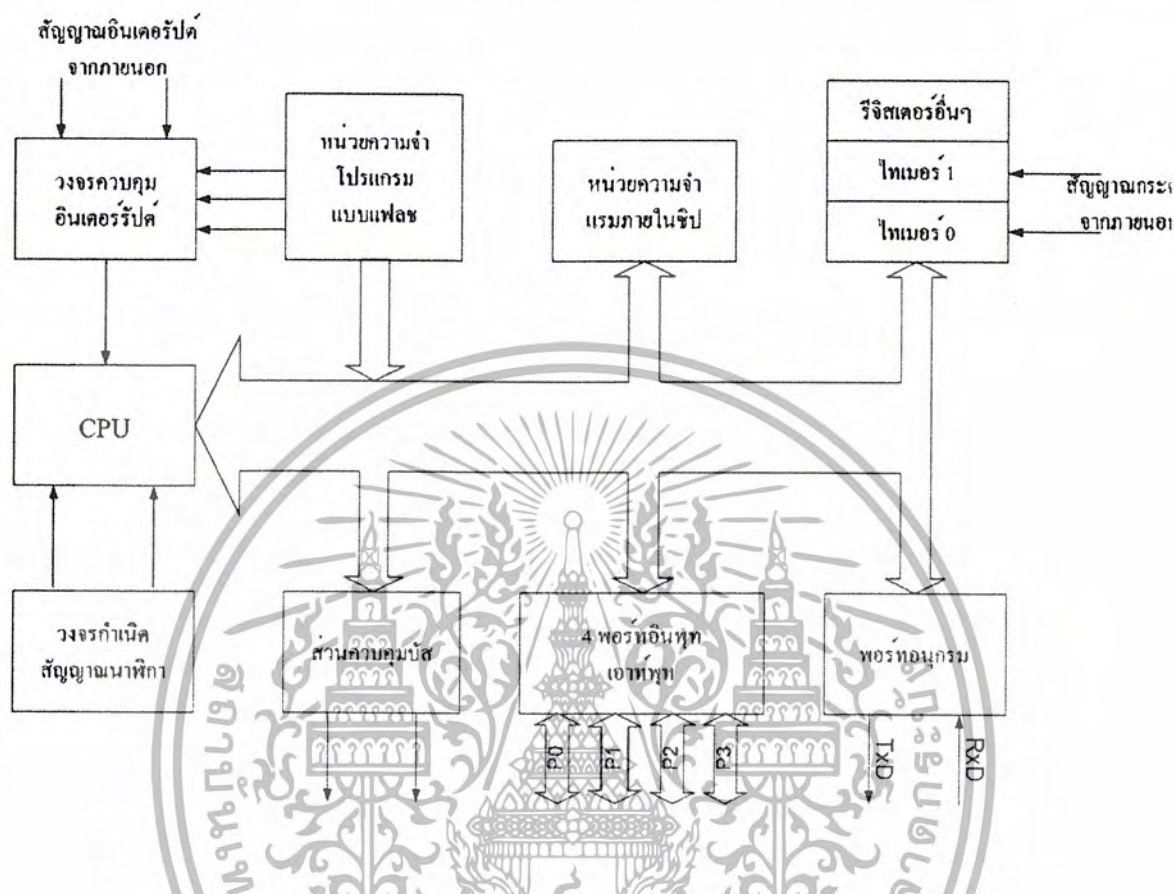 สัญญาณอินเตอรัปต์
จากภายนอก
วงจรควบคุม
อินเตอร์รัปต์
หน่วยความจำ
โปรแกรม
แบบแฟลช
หน่วยความจำ
แรมภายในชิป
รีจิสเตอร์อื่นๆ
ไทเมอร์ 1
ไทเมอร์ 0
สัญญาณกระ
จากภายนอ
CPU
วงจรกำเนิด
สัญญาณนาฬิกา
ส่วนควบคุมบัส
4 พอร์ทอินพุท
เอาท์พุท
พอร์ทอนุกรม
P0
P1
P2
P3
TxD
RxD